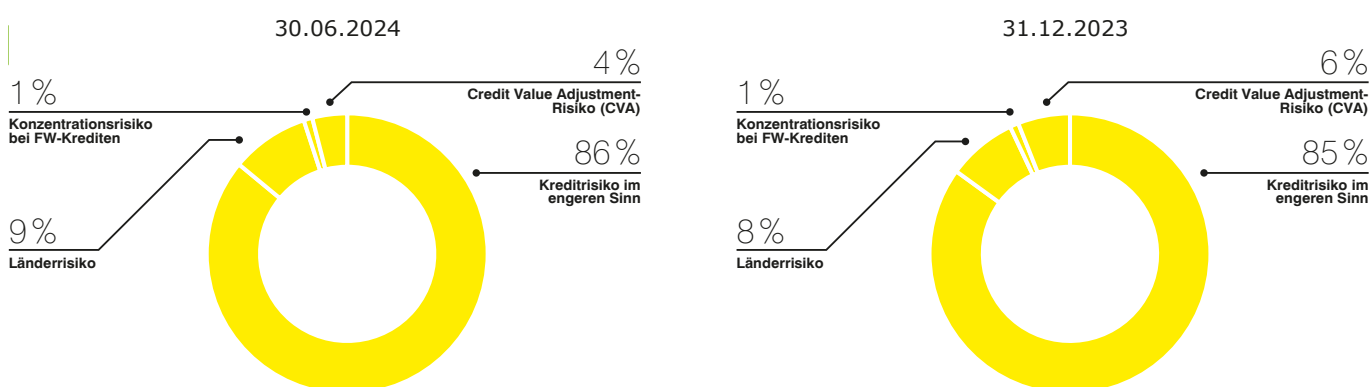 30.06.2024
4 %
Credit Value Adjustment-
Risiko (CVA)
1 %
Konzentrationsrisiko
bei FW-Krediten
86 %
Kreditrisiko im
engeren Sinn
9 %
Länderrisiko
31.12.2023
6 %
Credit Value Adjustment-
Risiko (CVA)
1 %
Konzentrationsrisiko
bei FW-Krediten
85 %
Kreditrisiko im
engeren Sinn
8 %
Länderrisiko